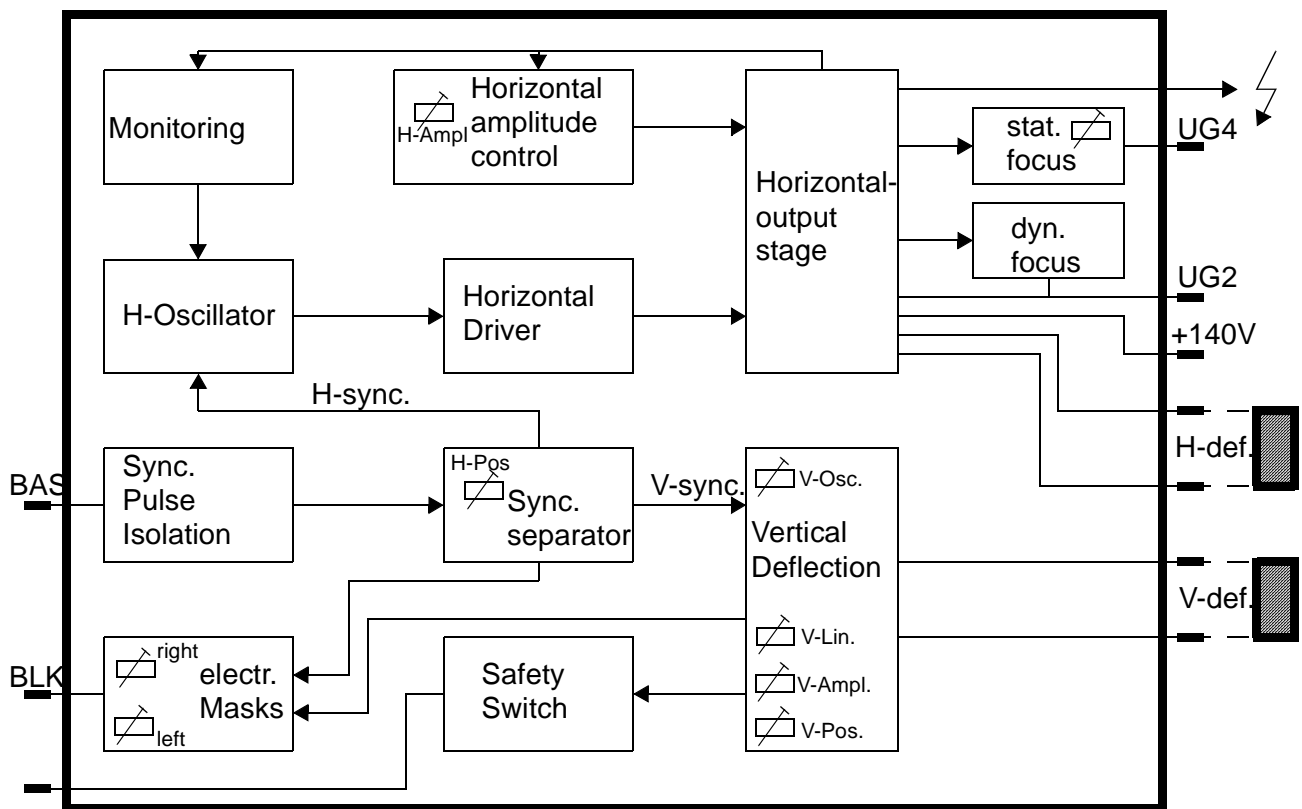 Monitoring
H-Ampl
Horizontal
amplitude
control
Horizontal-
output
stage
stat.
focus
UG4
dyn.
focus
UG2
+140V
H-Oscillator
Horizontal
Driver
H-sync.
H-def.
BAS
Sync.
Pulse
Isolation
H-Pos
Sync.
separator
V-sync.
V-Osc.
Vertical
Deflection
V-Lin.
V-Ampl.
V-Pos.
V-def.
BLK
right
left
electr.
Masks
Safety
Switch